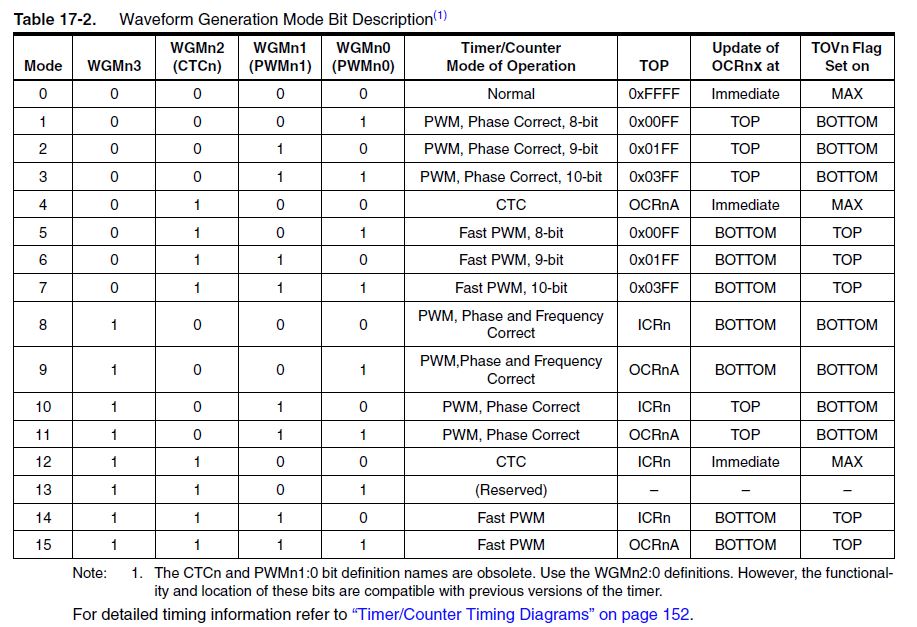 Table 17-2. Waveform Generation Mode Bit Description(1)
Mode WGMn3 WGMn2 (CTCn) WGMn1 (PWMn1) WGMn0 (PWMn0) Timer/Counter Mode of Operation TOP Update of OCRnx at TOVn Flag Set on
0 0 0 0 0 Normal 0xFFFF Immediate MAX
1 0 0 0 1 PWM, Phase Correct, 8-bit 0x00FF TOP BOTTOM
2 0 0 1 0 PWM, Phase Correct, 9-bit 0x01FF TOP BOTTOM
3 0 0 1 1 PWM, Phase Correct, 10-bit 0x03FF TOP BOTTOM
4 0 1 0 0 CTC OCRnA Immediate MAX
5 0 1 0 1 Fast PWM, 8-bit 0x00FF BOTTOM TOP
6 0 1 1 0 Fast PWM, 9-bit 0x01FF BOTTOM TOP
7 0 1 1 1 Fast PWM, 10-bit 0x03FF BOTTOM TOP
8 1 0 0 0 PWM, Phase and Frequency Correct ICRn BOTTOM BOTTOM
9 1 0 0 1 PWM,Phase and Frequency Correct OCRnA BOTTOM BOTTOM
10 1 0 1 0 PWM, Phase Correct ICRn TOP BOTTOM
11 1 0 1 1 PWM, Phase Correct OCRnA TOP BOTTOM
12 1 1 0 0 CTC ICRn Immediate MAX
13 1 1 0 1 (Reserved) – – –
14 1 1 1 0 Fast PWM ICRn BOTTOM TOP
15 1 1 1 1 Fast PWM OCRnA BOTTOM TOP
Note: 1. The CTCn and PWMn1:0 bit definition names are obsolete. Use the WGMn2:0 definitions. However, the functional-
ity and location of these bits are compatible with previous versions of the timer.
For detailed timing information refer to “Timer/Counter Timing Diagrams” on page 152.